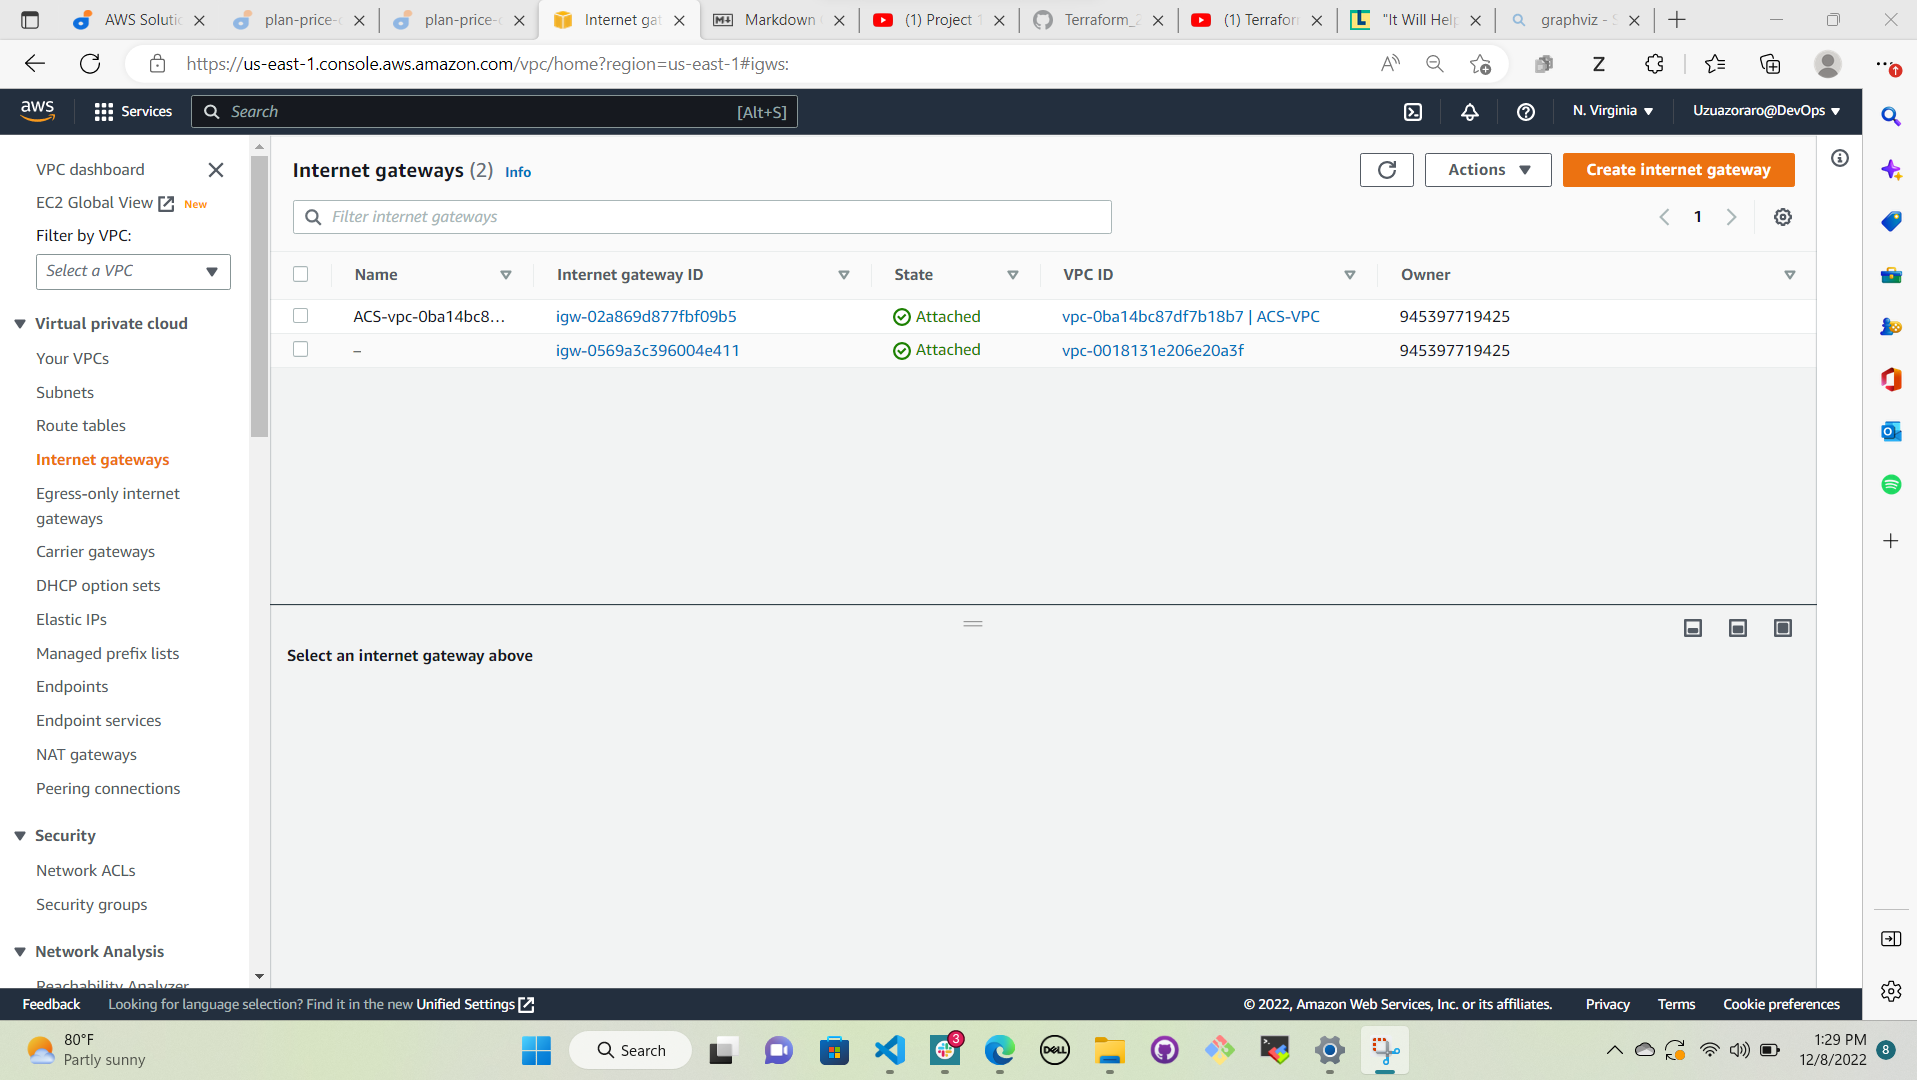 AWS Solutio
plan-price-c
plan-price-c
Internet gat
Markdown
(1) Project 1
Terraform_2
(1) Terraform
"It Will Help
graphviz - S
https://us-east-1.console.aws.amazon.com/vpc/home?region=us-east-1#igws:
aws
Services
Search
[Alt+S]
N. Virginia
Uzuazoraro@DevOps
VPC dashboard
EC2 Global View New
Filter by VPC:
Select a VPC
Virtual private cloud
Your VPCs
Subnets
Route tables
Internet gateways
Egress-only internet
gateways
Carrier gateways
DHCP option sets
Elastic IPs
Managed prefix lists
Endpoints
Endpoint services
NAT gateways
Peering connections
Security
Network ACLs
Security groups
Network Analysis
Reachability Analyzer
Internet gateways (2) Info
Actions
Create internet gateway
Filter internet gateways
1
Name Internet gateway ID State VPC ID Owner
ACS-vpc-0ba14bc8... igw-02a869d877fbf09b5 Attached vpc-0ba14bc87df7b18b7 | ACS-VPC 945397719425
– igw-0569a3c396004e411 Attached vpc-0018131e206e20a3f 945397719425
Select an internet gateway above
Feedback
Looking for language selection? Find it in the new Unified Settings
© 2022, Amazon Web Services, Inc. or its affiliates.
Privacy
Terms
Cookie preferences
80°F
Partly sunny
Search
3
DELL
1:29 PM
12/8/2022
8